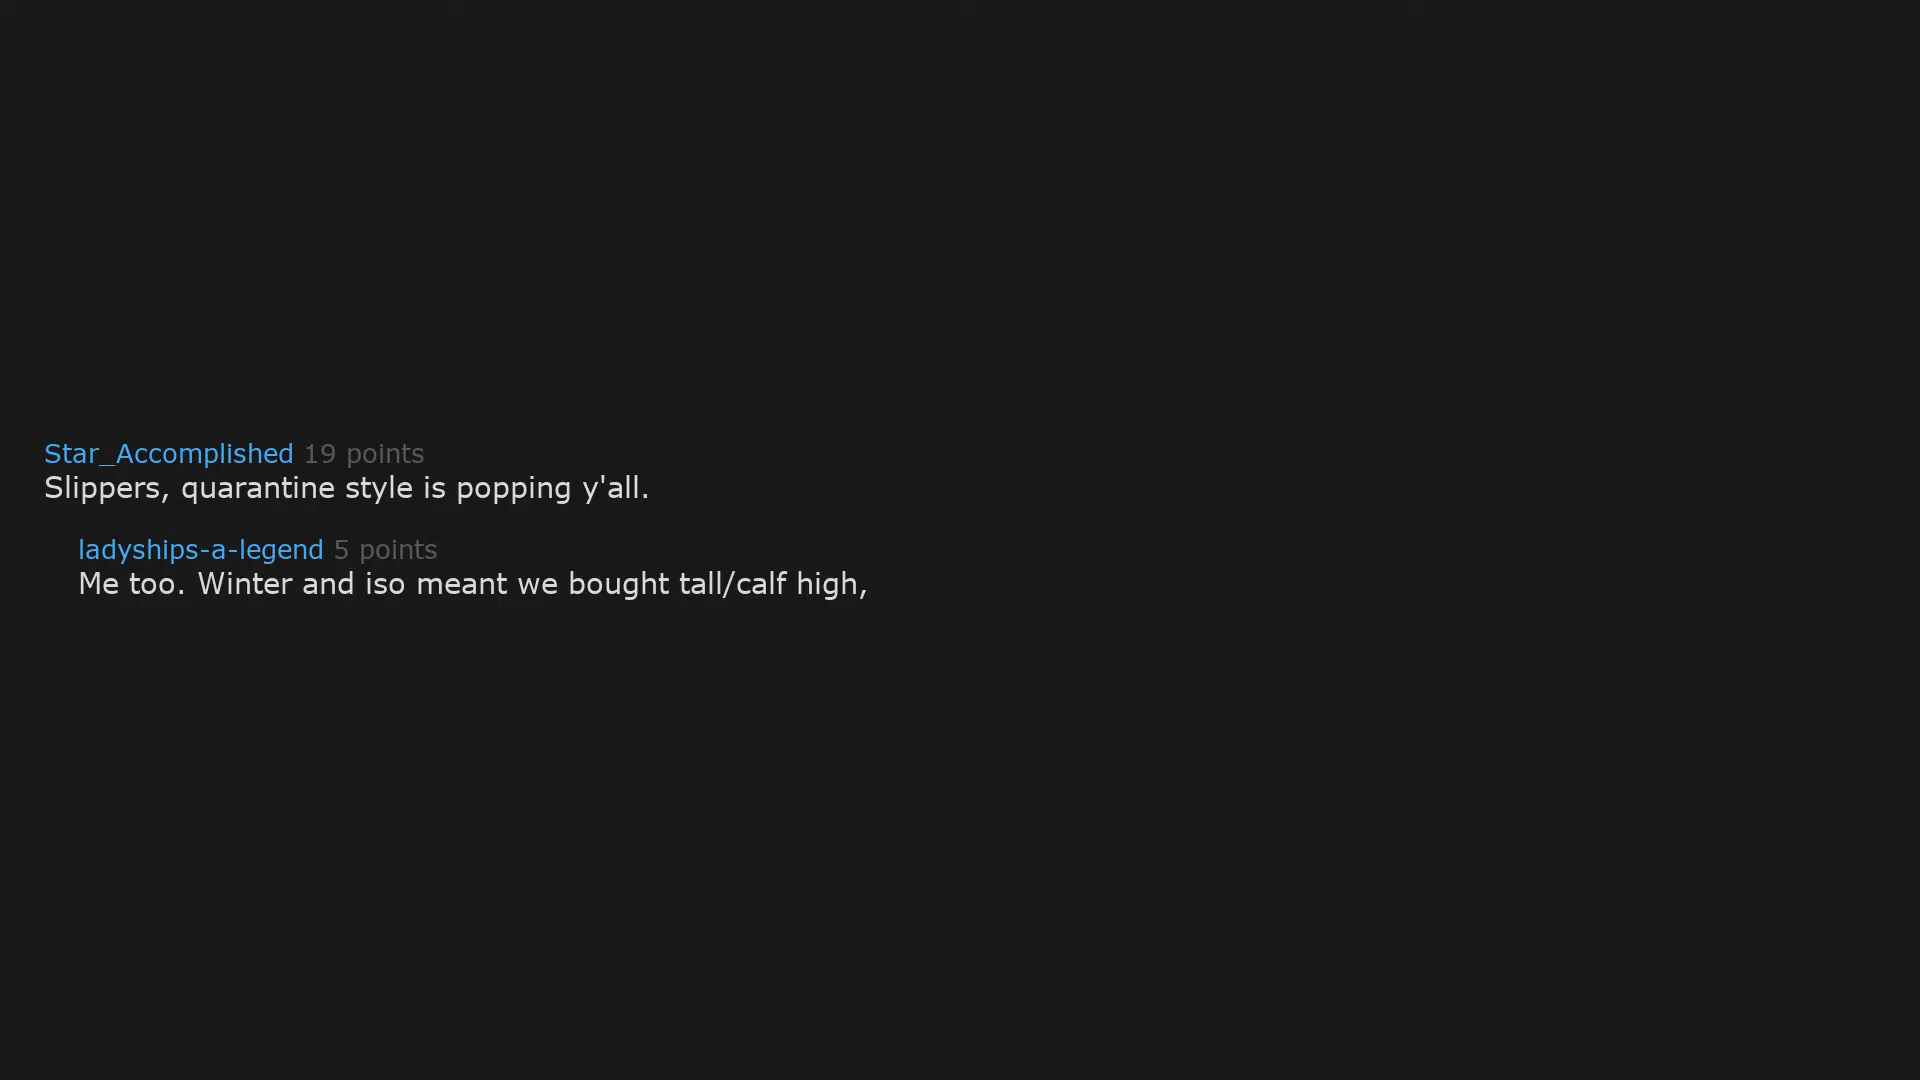 Star_Accomplished 19 points
Slippers, quarantine style is popping y'all.
ladyships-a-legend 5 points
Me too. Winter and iso meant we bought tall/calf high,